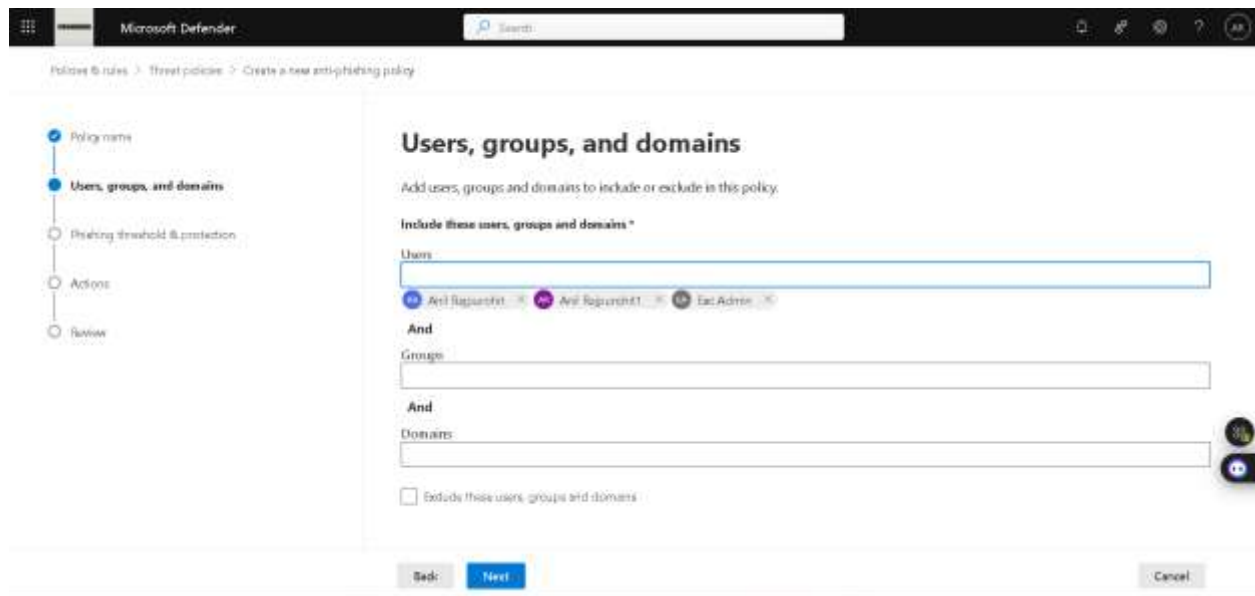 Microsoft Defender
Search
AR
Policies & rules > Threat policies > Create a new anti-phishing policy
Policy name
Users, groups, and domains
Phishing threshold & protection
Actions
Review
Users, groups, and domains
Add users, groups and domains to include or exclude in this policy.
Include these users, groups and domains *
Users
Anil Rajpurohit Anil Rajpurohit1 Eac Admin
And
Groups
And
Domains
Exclude these users, groups and domains
Back Next Cancel